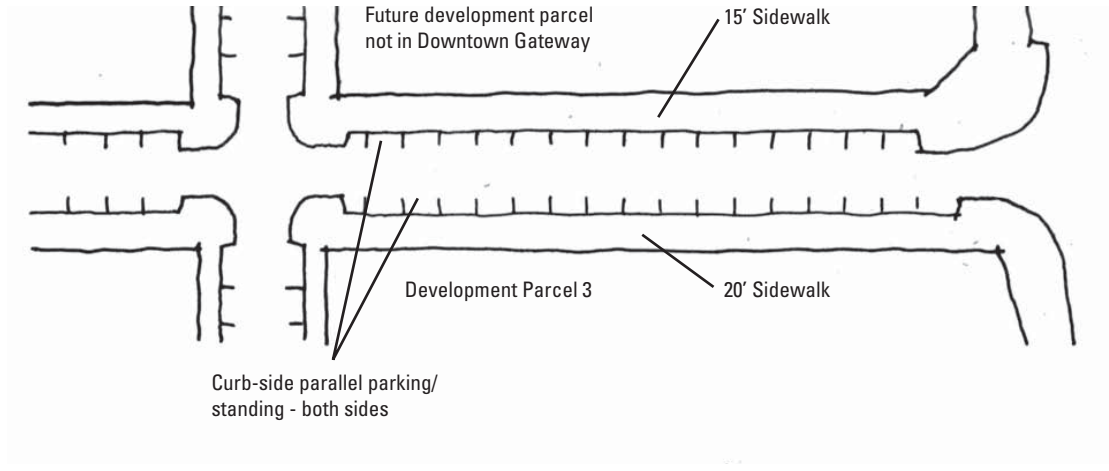 Future development parcel
not in Downtown Gateway
15' Sidewalk
Development Parcel 3
20' Sidewalk
Curb-side parallel parking/
standing - both sides